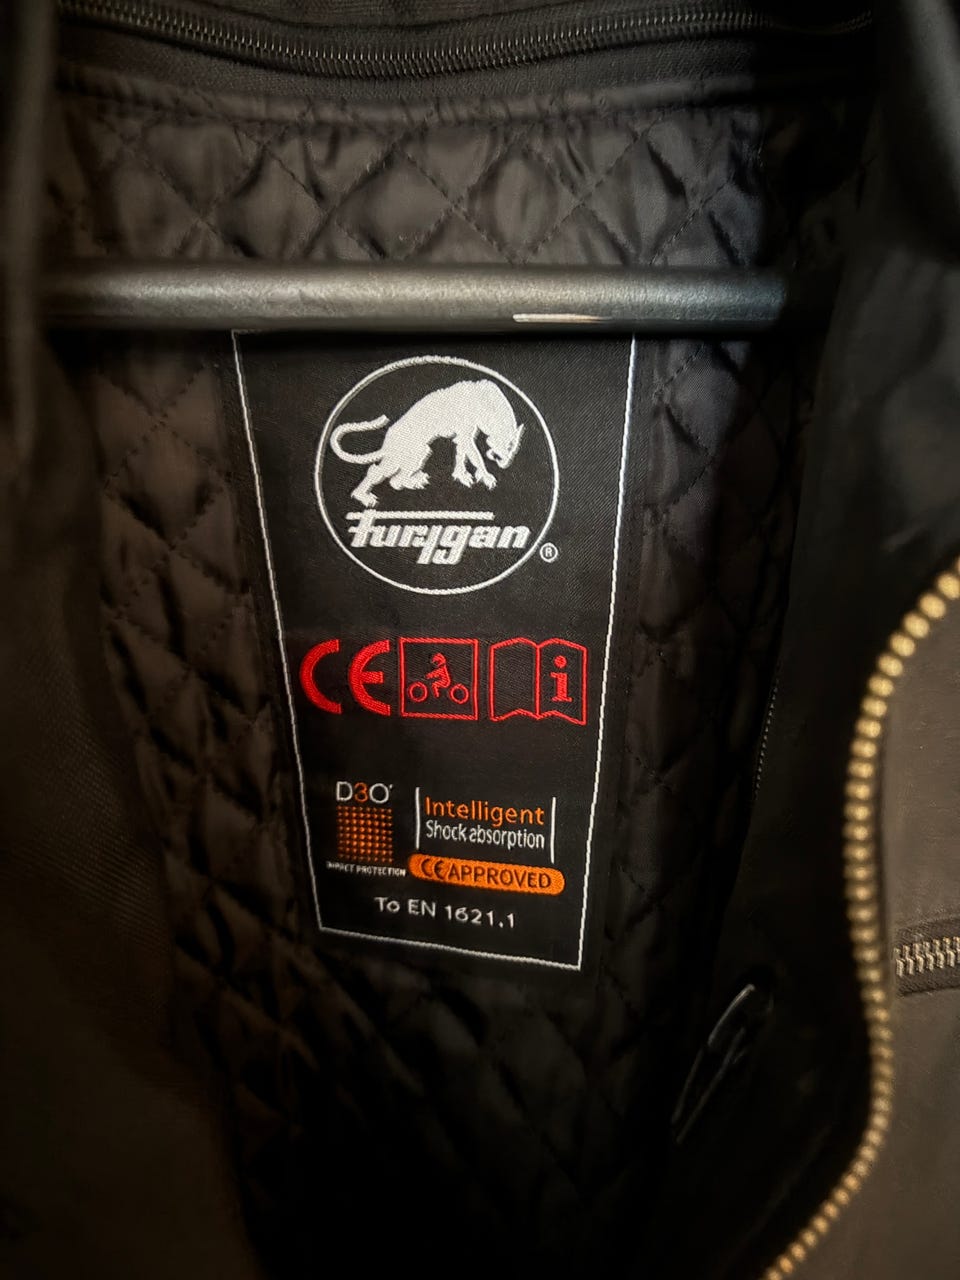 Furygan ®
CE
i
D3O
Intelligent
Shock absorption
IMPACT PROTECTION
CE APPROVED
To EN 1621.1